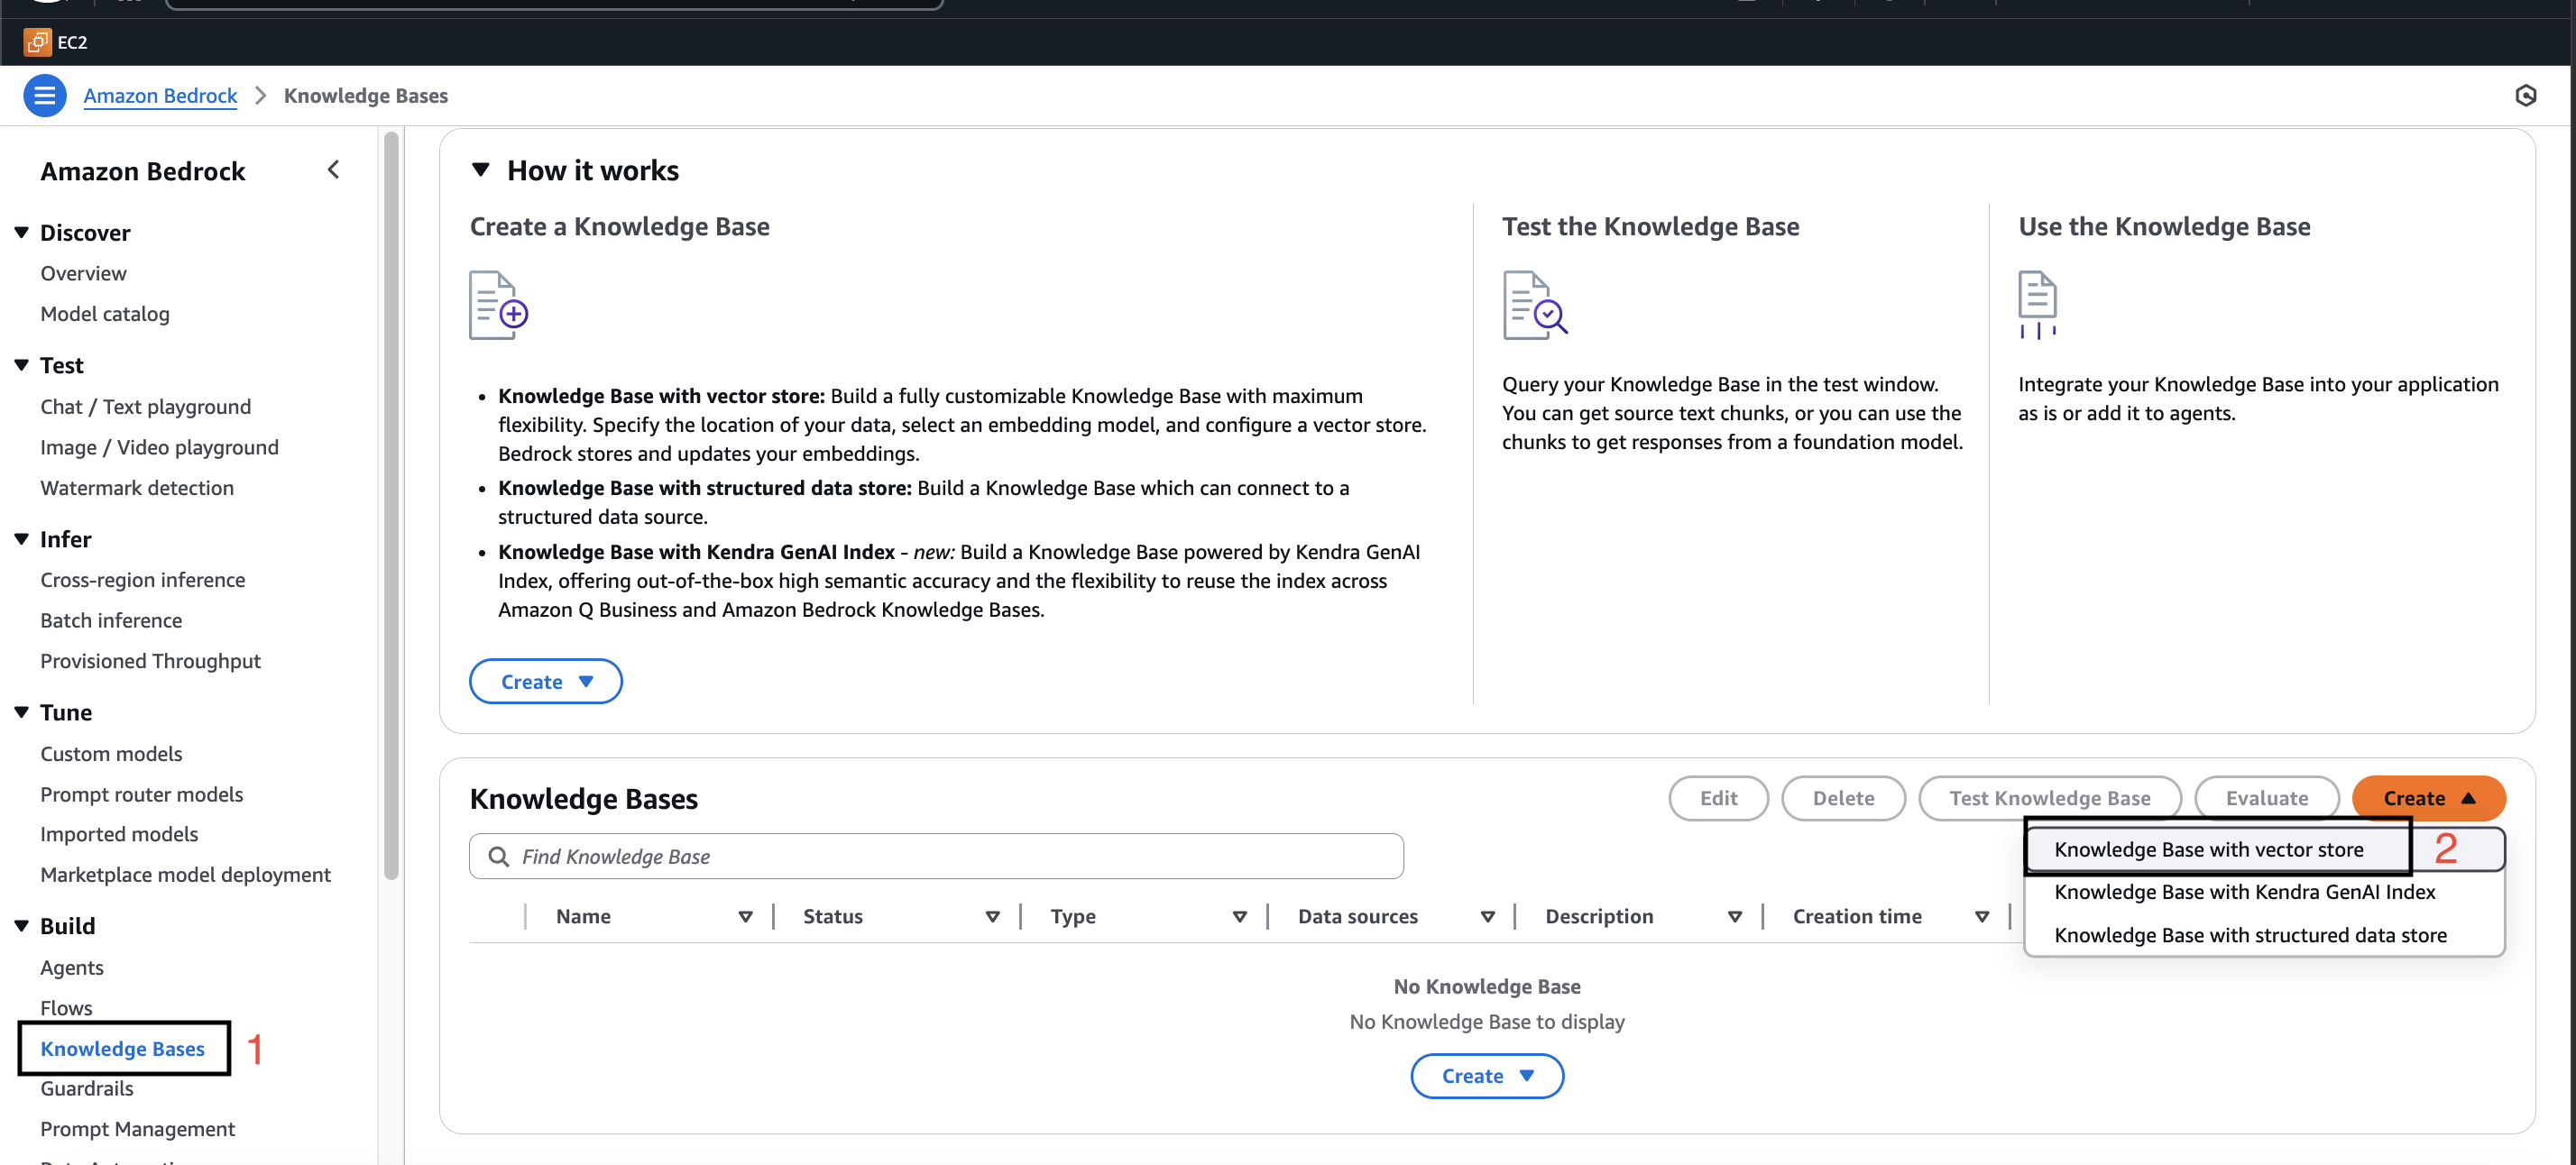 EC2
Amazon Bedrock > Knowledge Bases
Amazon Bedrock
Discover
Overview
Model catalog
Test
Chat / Text playground
Image / Video playground
Watermark detection
Infer
Cross-region inference
Batch inference
Provisioned Throughput
Tune
Custom models
Prompt router models
Imported models
Marketplace model deployment
Build
Agents
Flows
Knowledge Bases 1
Guardrails
Prompt Management
How it works
Create a Knowledge Base
• Knowledge Base with vector store: Build a fully customizable Knowledge Base with maximum
flexibility. Specify the location of your data, select an embedding model, and configure a vector store.
Bedrock stores and updates your embeddings.
• Knowledge Base with structured data store: Build a Knowledge Base which can connect to a
structured data source.
• Knowledge Base with Kendra GenAI Index - new: Build a Knowledge Base powered by Kendra GenAI
Index, offering out-of-the-box high semantic accuracy and the flexibility to reuse the index across
Amazon Q Business and Amazon Bedrock Knowledge Bases.
Create
Test the Knowledge Base
Query your Knowledge Base in the test window.
You can get source text chunks, or you can use the
chunks to get responses from a foundation model.
Use the Knowledge Base
Integrate your Knowledge Base into your application
as is or add it to agents.
Knowledge Bases
Edit Delete Test Knowledge Base Evaluate Create
Find Knowledge Base
Knowledge Base with vector store 2
Knowledge Base with Kendra GenAI Index
Knowledge Base with structured data store
Name Status Type Data sources Description Creation time
No Knowledge Base
No Knowledge Base to display
Create